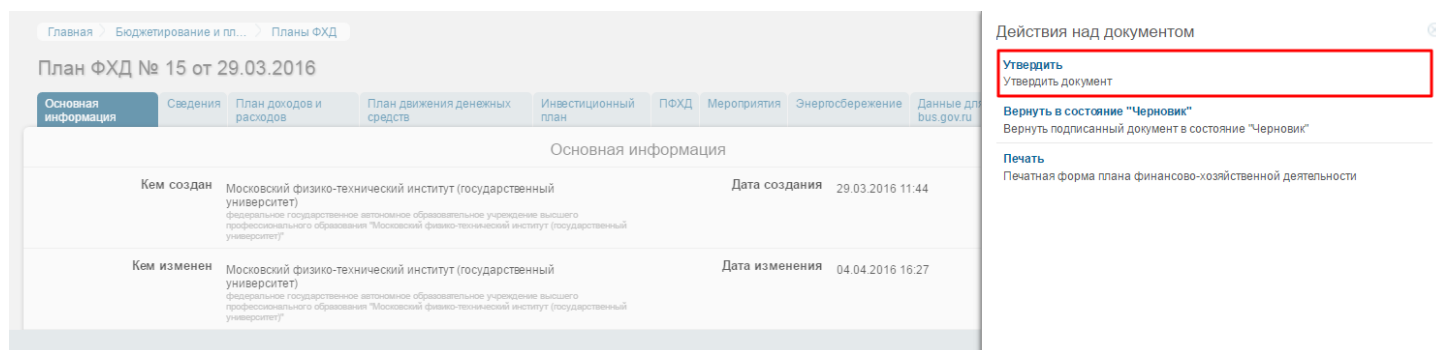 Главная
Бюджетирование и пл...
Планы ФХД
План ФХД № 15 от 29.03.2016
Основная
информация
Сведения
План доходов и
расходов
План движения денежных
средств
Инвестиционный
план
ПФХД
Мероприятия
Энергосбережение
Данные для
bus.gov.ru
Основная информация
Кем создан
Московский физико-технический институт (государственный
университет)
федеральное государственное автономное образовательное учреждение высшего
профессионального образования "Московский физико-технический институт (государственный
университет)"
Дата создания
29.03.2016 11:44
Кем изменен
Московский физико-технический институт (государственный
университет)
федеральное государственное автономное образовательное учреждение высшего
профессионального образования "Московский физико-технический институт (государственный
университет)"
Дата изменения
04.04.2016 16:27
Действия над документом
Утвердить
Утвердить документ
Вернуть в состояние "Черновик"
Вернуть подписанный документ в состояние "Черновик"
Печать
Печатная форма плана финансово-хозяйственной деятельности